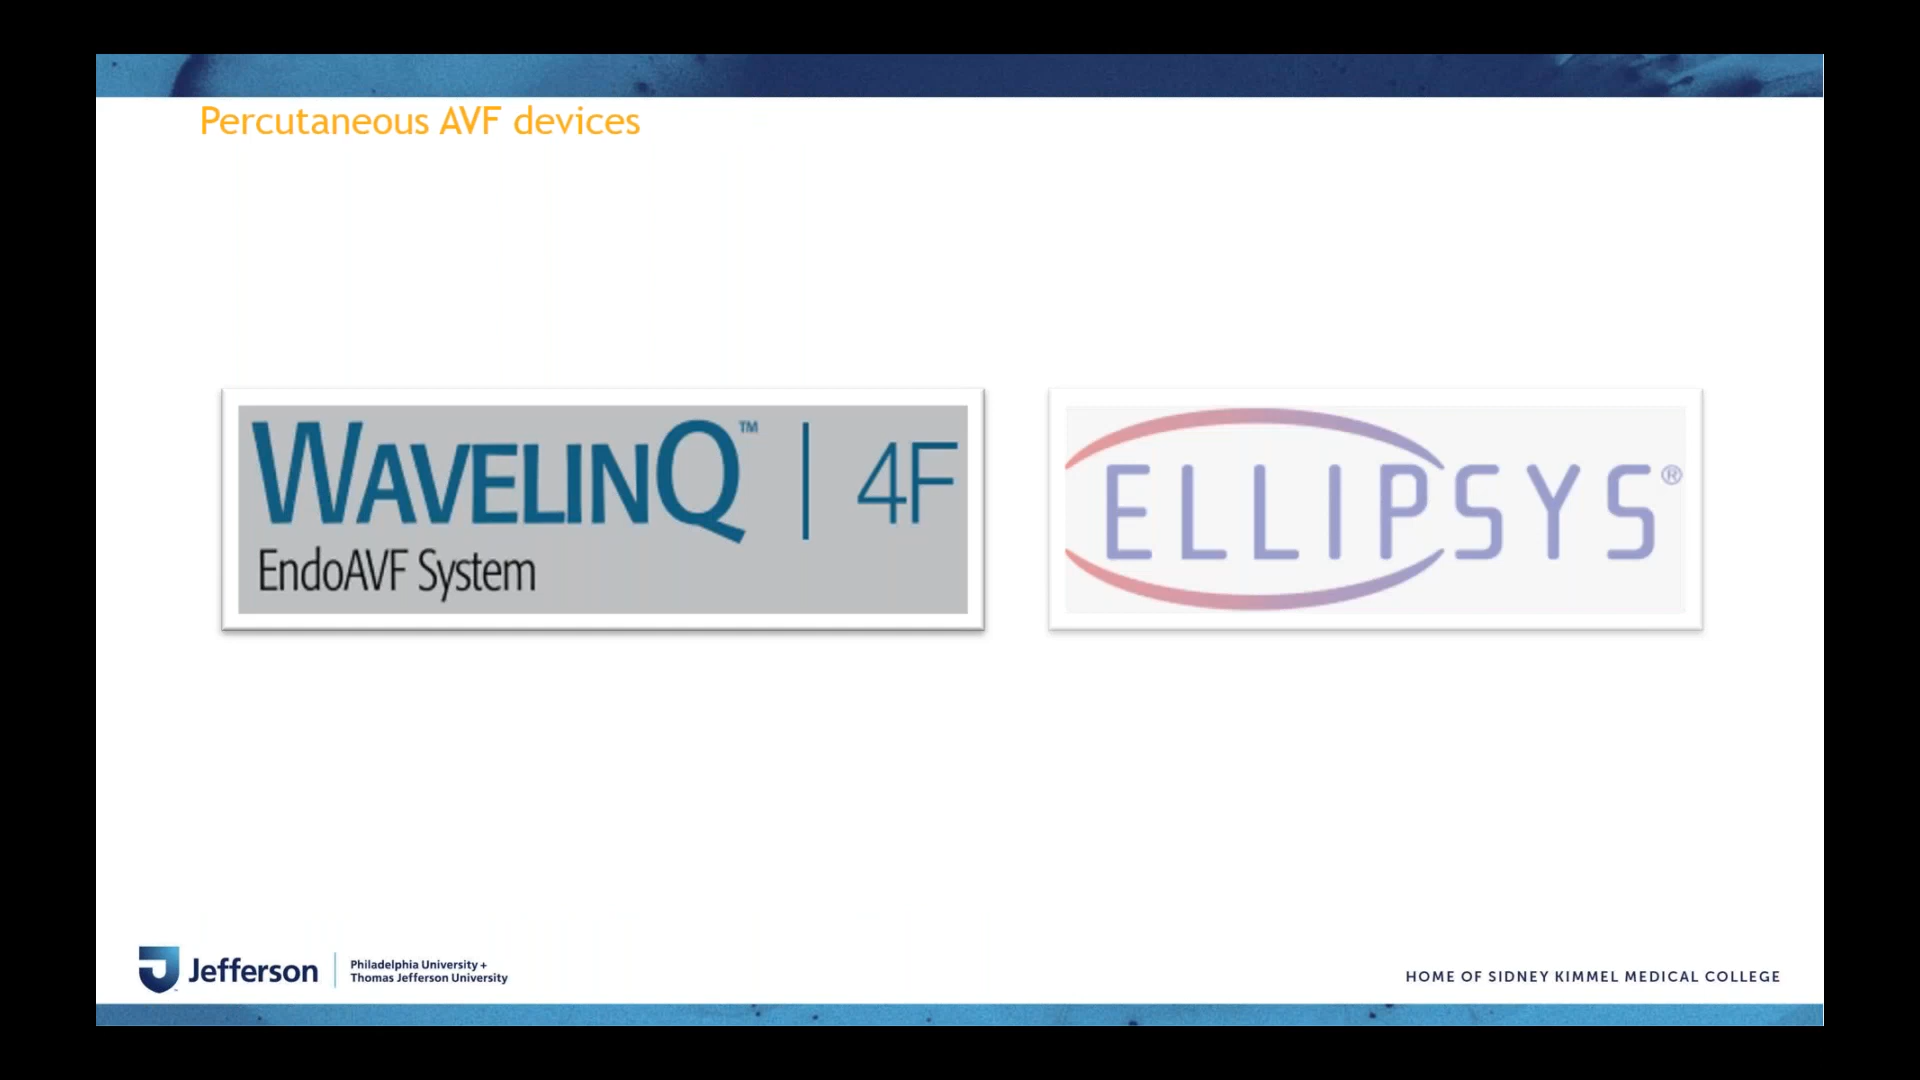 Percutaneous AVF devices
WAVELINQ™ | 4F
EndoAVF System
ELLIPSYS®
Jefferson
Philadelphia University +
Thomas Jefferson University
HOME OF SIDNEY KIMMEL MEDICAL COLLEGE